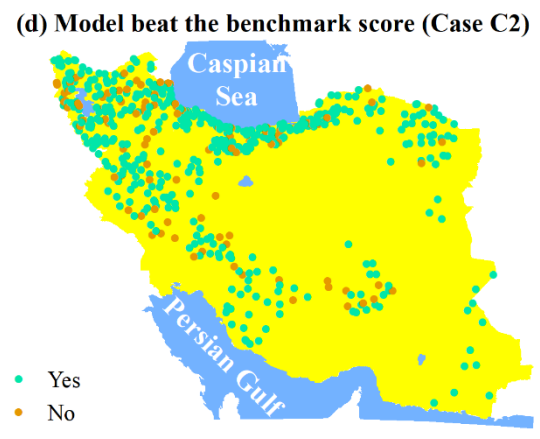 (d) Model beat the benchmark score (Case C2)
Caspian
Sea
Persian Gulf
Yes
No